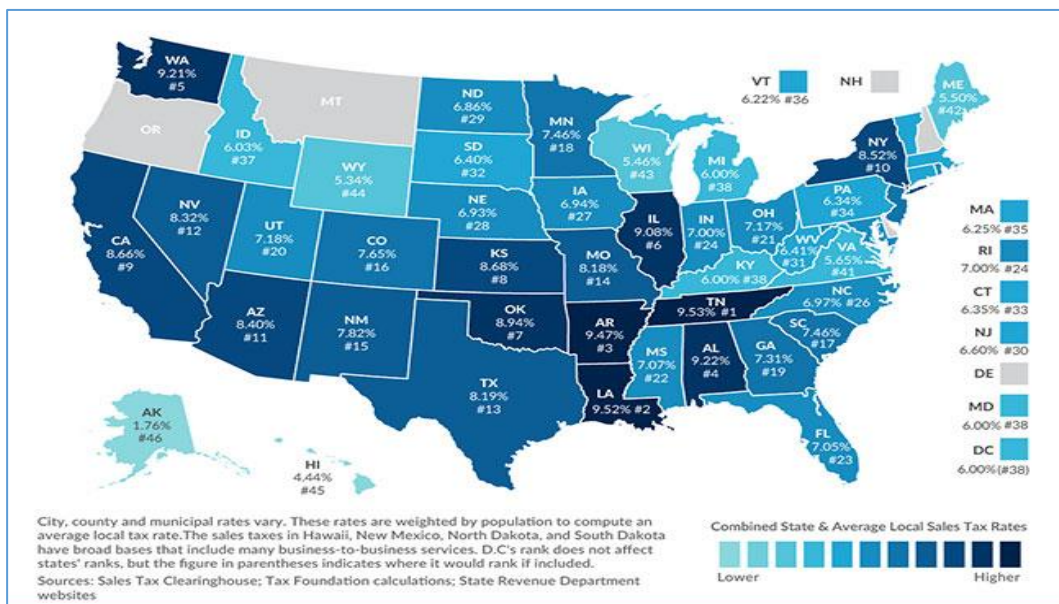 WA
9.21%
#5
MT
OR
ID
6.03%
#37
WY
5.34%
#44
ND
6.86%
#29
SD
6.40%
#32
NE
6.93%
#28
MN
7.46%
#18
IA
6.94%
#27
WI
5.46%
#43
MI
6.00%
#38
VT
6.22% #36
NH
ME
5.50%
#42
NY
8.52%
#10
NV
8.32%
#12
CA
8.66%
#9
UT
7.18%
#20
CO
7.65%
#16
KS
8.68%
#8
MO
8.18%
#14
IL
9.08%
#6
IN
7.00%
#24
OH
7.17%
#21
PA
6.34%
#34
WV
6.41%
#31
VA
5.65%
#41
KY
6.00% #38
TN
9.53% #1
NC
6.97% #26
SC
7.46%
#17
AZ
8.40%
#11
NM
7.82%
#15
OK
8.94%
#7
AR
9.47%
#3
MS
7.07%
#22
AL
9.22%
#4
GA
7.31%
#19
TX
8.19%
#13
LA
9.52% #2
FL
7.05%
#23
AK
1.76%
#46
HI
4.44%
#45
MA
6.25% #35
RI
7.00% #24
CT
6.35% #33
NJ
6.60% #30
DE
MD
6.00% #38
DC
6.00%(#38)
City, county and municipal rates vary. These rates are weighted by population to compute an
average local tax rate.The sales taxes in Hawaii, New Mexico, North Dakota, and South Dakota
have broad bases that include many business-to-business services. D.C's rank does not affect
states' ranks, but the figure in parentheses indicates where it would rank if included.
Sources: Sales Tax Clearinghouse; Tax Foundation calculations; State Revenue Department
websites
Combined State & Average Local Sales Tax Rates
Lower
Higher